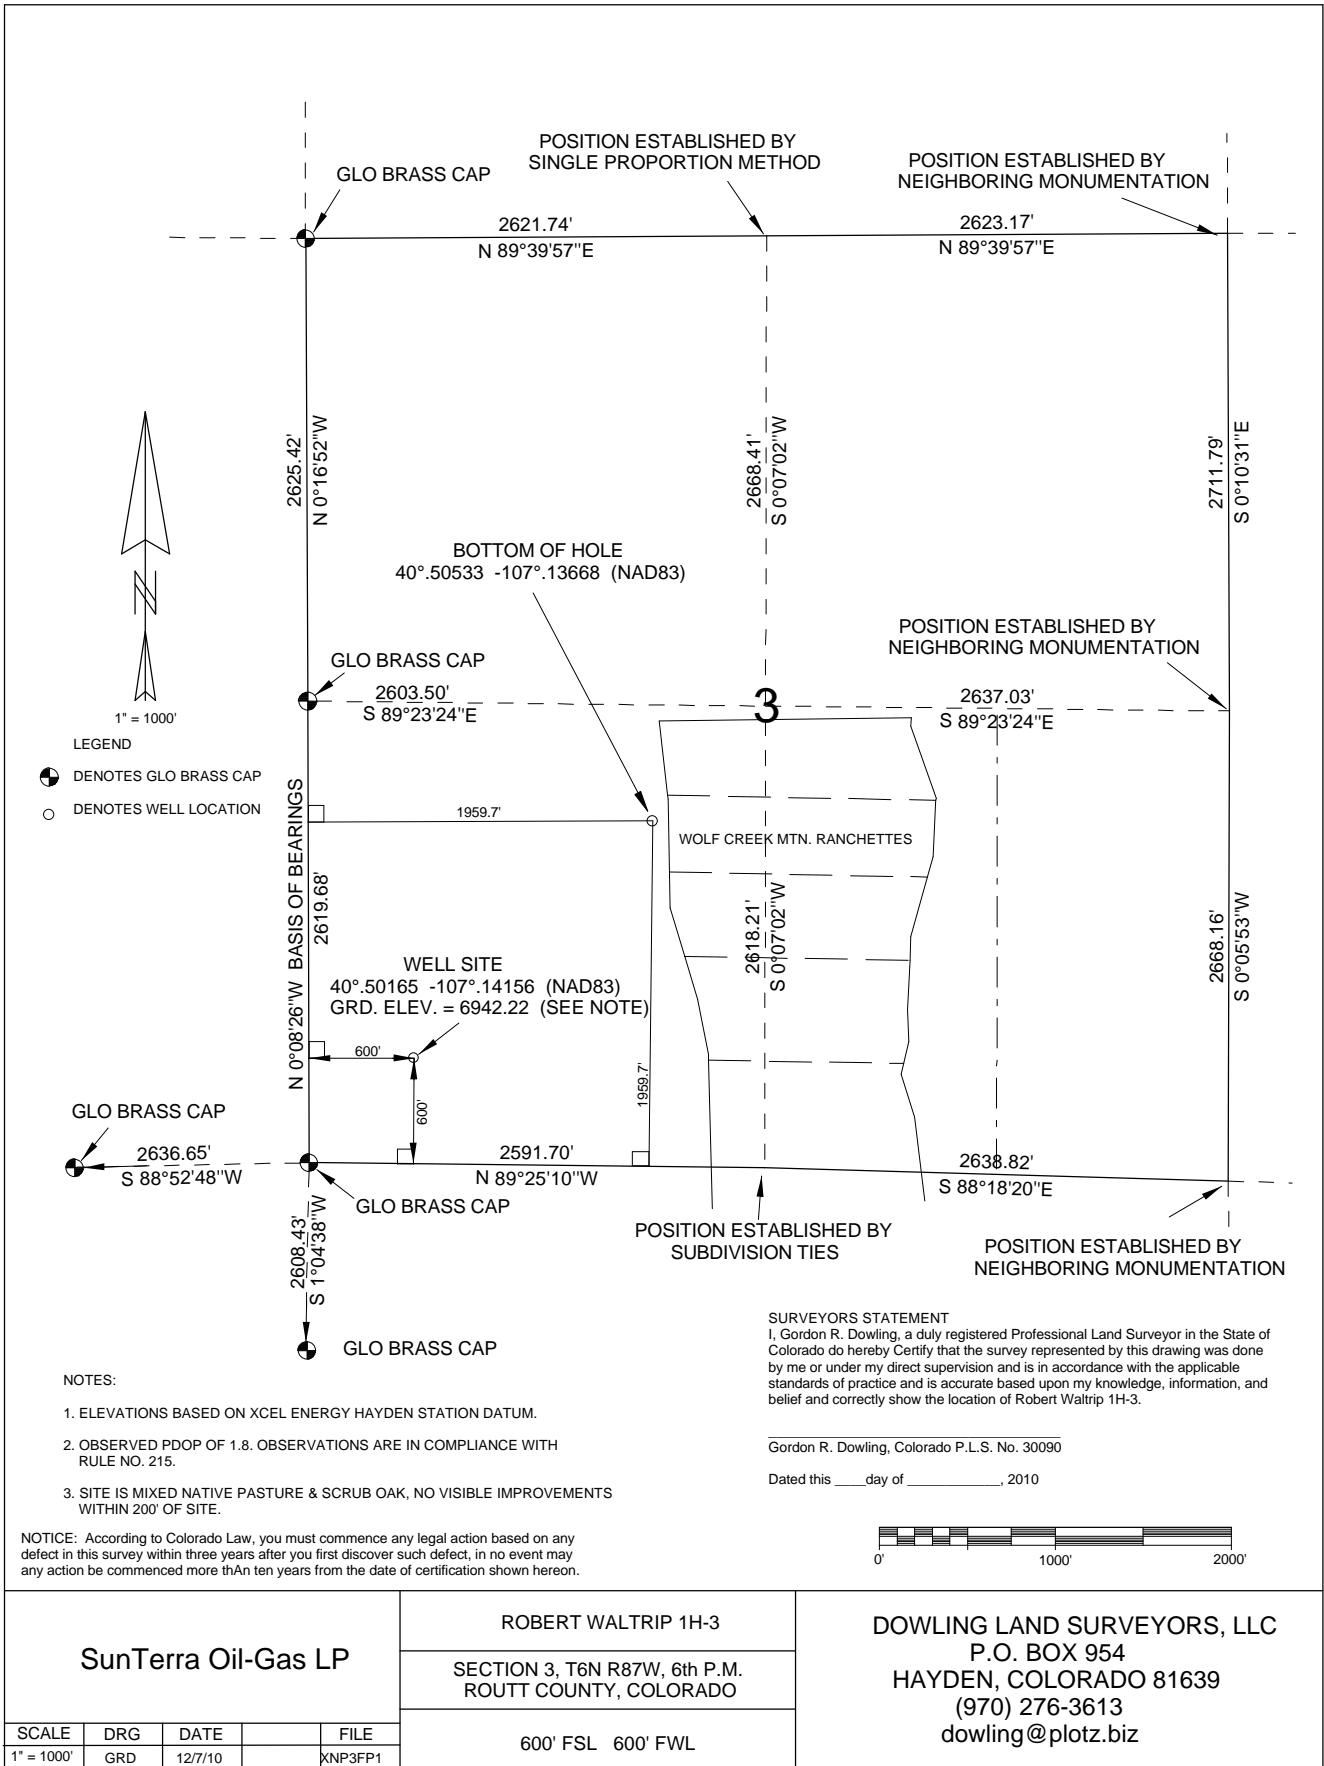 POSITION ESTABLISHED BY
SINGLE PROPORTION METHOD
POSITION ESTABLISHED BY
NEIGHBORING MONUMENTATION
GLO BRASS CAP
2621.74'
N 89°39'57"E
2623.17'
N 89°39'57"E
2625.42'
N 0°16'52"W
2668.41'
S 0°07'02"W
2711.79'
S 0°10'31"E
BOTTOM OF HOLE
40°.50533 -107°.13668 (NAD83)
POSITION ESTABLISHED BY
NEIGHBORING MONUMENTATION
GLO BRASS CAP
2603.50'
S 89°23'24"E
3
2637.03'
S 89°23'24"E
N
1" = 1000'
LEGEND
DENOTES GLO BRASS CAP
DENOTES WELL LOCATION
1959.7'
WOLF CREEK MTN. RANCHETTES
N 0°08'26"W BASIS OF BEARINGS
2619.68'
2618.21'
S 0°07'02"W
2668.16'
S 0°05'53"W
WELL SITE
40°.50165 -107°.14156 (NAD83)
GRD. ELEV. = 6942.22 (SEE NOTE)
600'
600'
1959.7'
GLO BRASS CAP
2636.65'
S 88°52'48"W
2591.70'
N 89°25'10"W
2638.82'
S 88°18'20"E
GLO BRASS CAP
2608.43'
S 1°04'38"W
POSITION ESTABLISHED BY
SUBDIVISION TIES
POSITION ESTABLISHED BY
NEIGHBORING MONUMENTATION
GLO BRASS CAP
SURVEYORS STATEMENT
I, Gordon R. Dowling, a duly registered Professional Land Surveyor in the State of
Colorado do hereby Certify that the survey represented by this drawing was done
by me or under my direct supervision and is in accordance with the applicable
standards of practice and is accurate based upon my knowledge, information, and
belief and correctly show the location of Robert Waltrip 1H-3.
Gordon R. Dowling, Colorado P.L.S. No. 30090
Dated this ____day of ____________, 2010
NOTES:
1. ELEVATIONS BASED ON XCEL ENERGY HAYDEN STATION DATUM.
2. OBSERVED PDOP OF 1.8. OBSERVATIONS ARE IN COMPLIANCE WITH
RULE NO. 215.
3. SITE IS MIXED NATIVE PASTURE & SCRUB OAK, NO VISIBLE IMPROVEMENTS
WITHIN 200' OF SITE.
NOTICE: According to Colorado Law, you must commence any legal action based on any
defect in this survey within three years after you first discover such defect, in no event may
any action be commenced more thAn ten years from the date of certification shown hereon.
0' 1000' 2000'
SunTerra Oil-Gas LP
SCALE DRG DATE FILE
1" = 1000' GRD 12/7/10 XNP3FP1
ROBERT WALTRIP 1H-3
SECTION 3, T6N R87W, 6th P.M.
ROUTT COUNTY, COLORADO
600' FSL 600' FWL
DOWLING LAND SURVEYORS, LLC
P.O. BOX 954
HAYDEN, COLORADO 81639
(970) 276-3613
dowling@plotz.biz